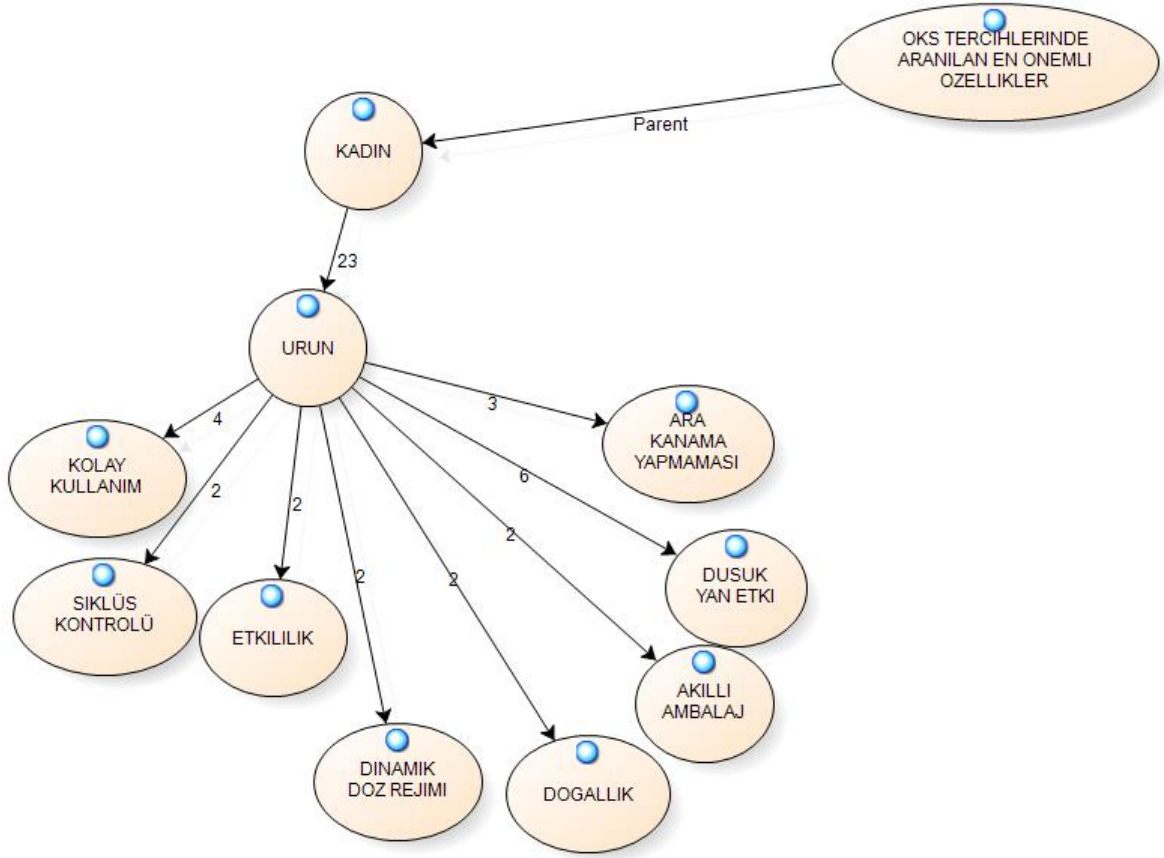 OKS TERCIHLERINDE
ARANILAN EN ONEMLI
OZELLIKLER
Parent
KADIN
23
URUN
4
2
2
2
2
2
6
3
ARA
KANAMA
YAPMAMASI
KOLAY
KULLANIM
DUSUK
YAN ETKI
SIKLÜS
KONTROLÜ
ETKILILIK
AKILLI
AMBALAJ
DINAMIK
DOZ REJIMI
DOGALLIK